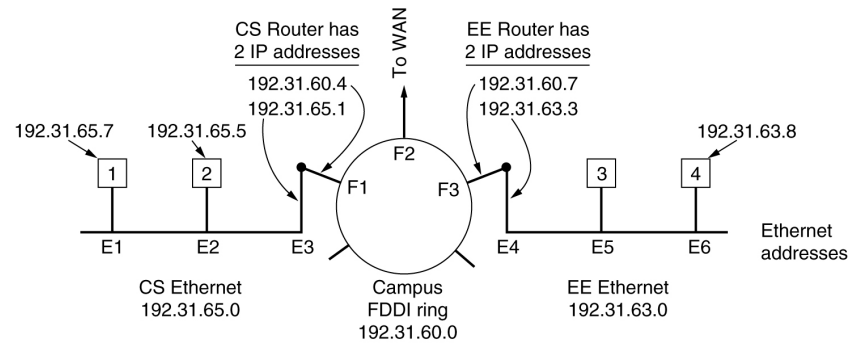 CS Router has
2 IP addresses
192.31.60.4
192.31.65.1
To WAN
EE Router has
2 IP addresses
192.31.60.7
192.31.63.3
192.31.65.7
192.31.65.5
192.31.63.8
1
2
F1
F2
F3
3
4
E1
E2
E3
E4
E5
E6
Ethernet
addresses
CS Ethernet
192.31.65.0
Campus
FDDI ring
192.31.60.0
EE Ethernet
192.31.63.0